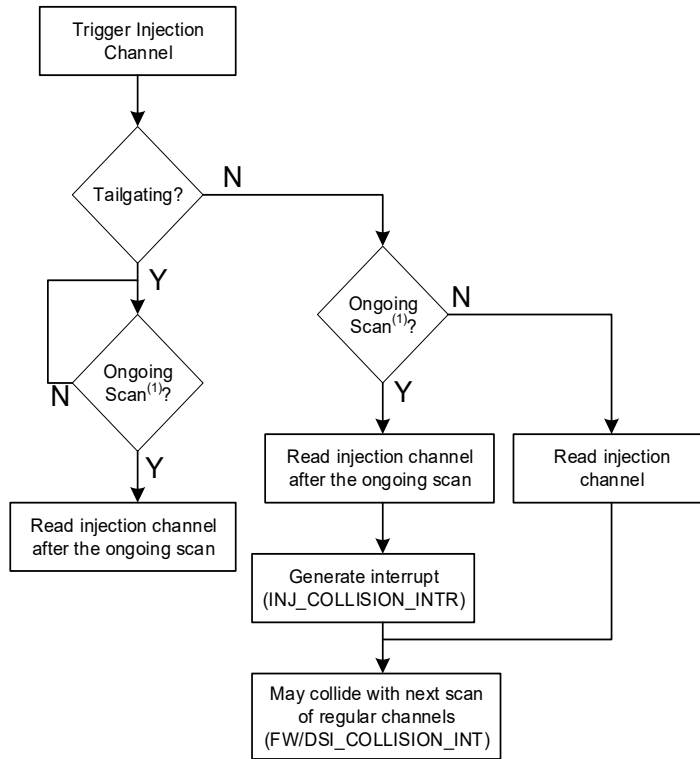 Trigger Injection
Channel
Tailgating?
N
Y
Ongoing
Scan(1)?
N
Y
Read injection channel
after the ongoing scan
Ongoing
Scan(1)?
N
Y
Read injection channel
after the ongoing scan
Read injection
channel
Generate interrupt
(INJ_COLLISION_INTR)
May collide with next scan
of regular channels
(FW/DSI_COLLISION_INT)